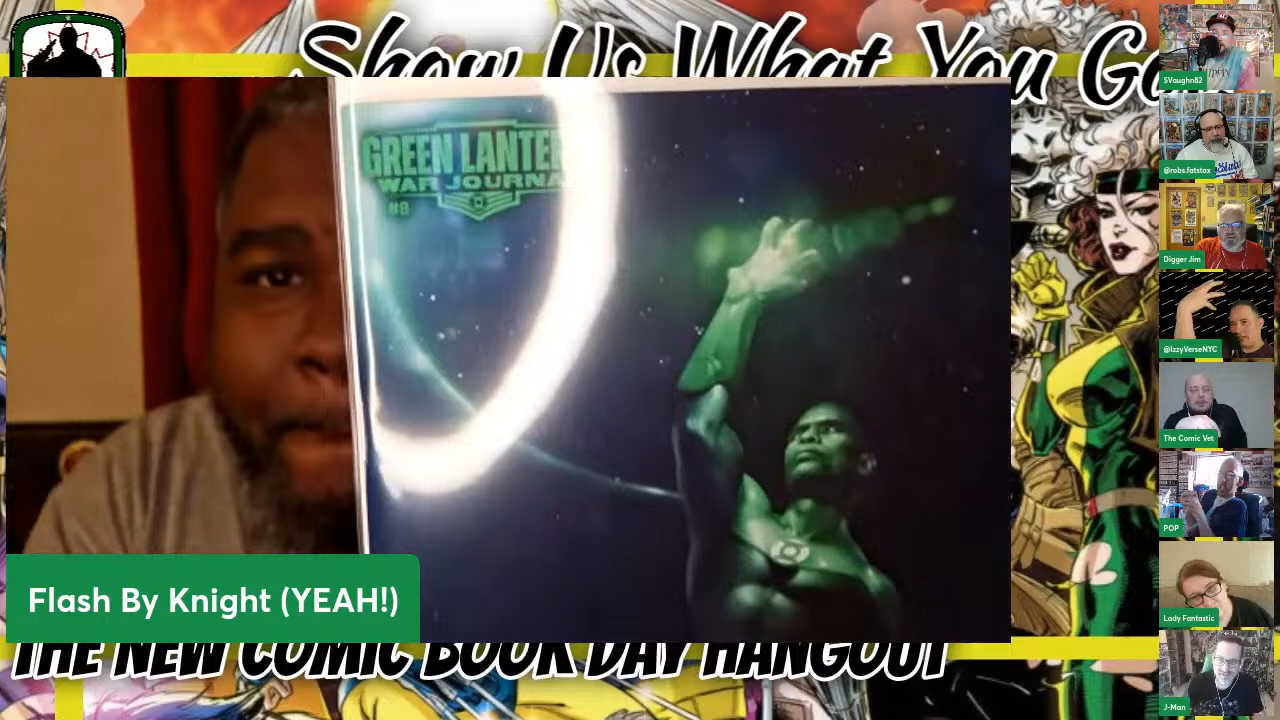 Show Us What You Go
GREEN LANTE
WAR JOURNA
#8
Flash By Knight (YEAH!)
THE NEW COMIC BOOK DAY HANGOUT
SVaughn82
@robs.fatstax
Digger Jim
@IzzyVerseNYC
The Comic Vet
POP
Lady Fantastic
J-Man